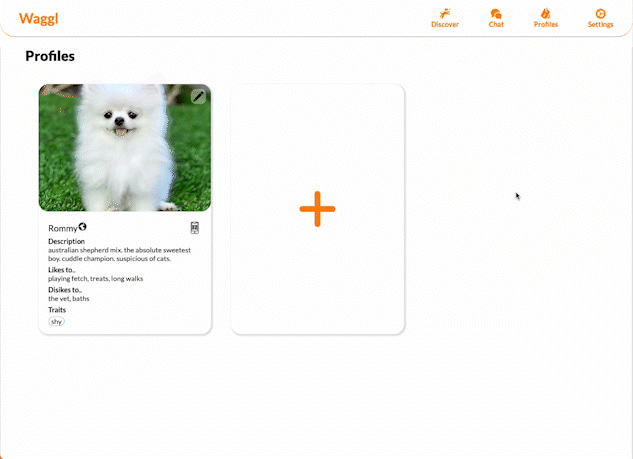 Waggl
Discover
Chat
Profiles
Settings
Profiles
Rommy
Description
australian shepherd mix. the absolute sweetest
boy. cuddle champion. suspicious of cats.
Likes to..
playing fetch, treats, long walks
Disikes to..
the vet, baths
Traits
shy